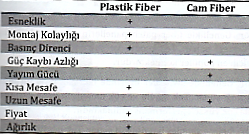 Plastik Fiber Cam Fiber
Esneklik +
Montaj Kolaylığı +
Basınç Direnci +
Güç Kaybı Azlığı +
Yayım Gücü +
Kısa Mesafe +
Uzun Mesafe +
Fiyat +
Ağırlık +